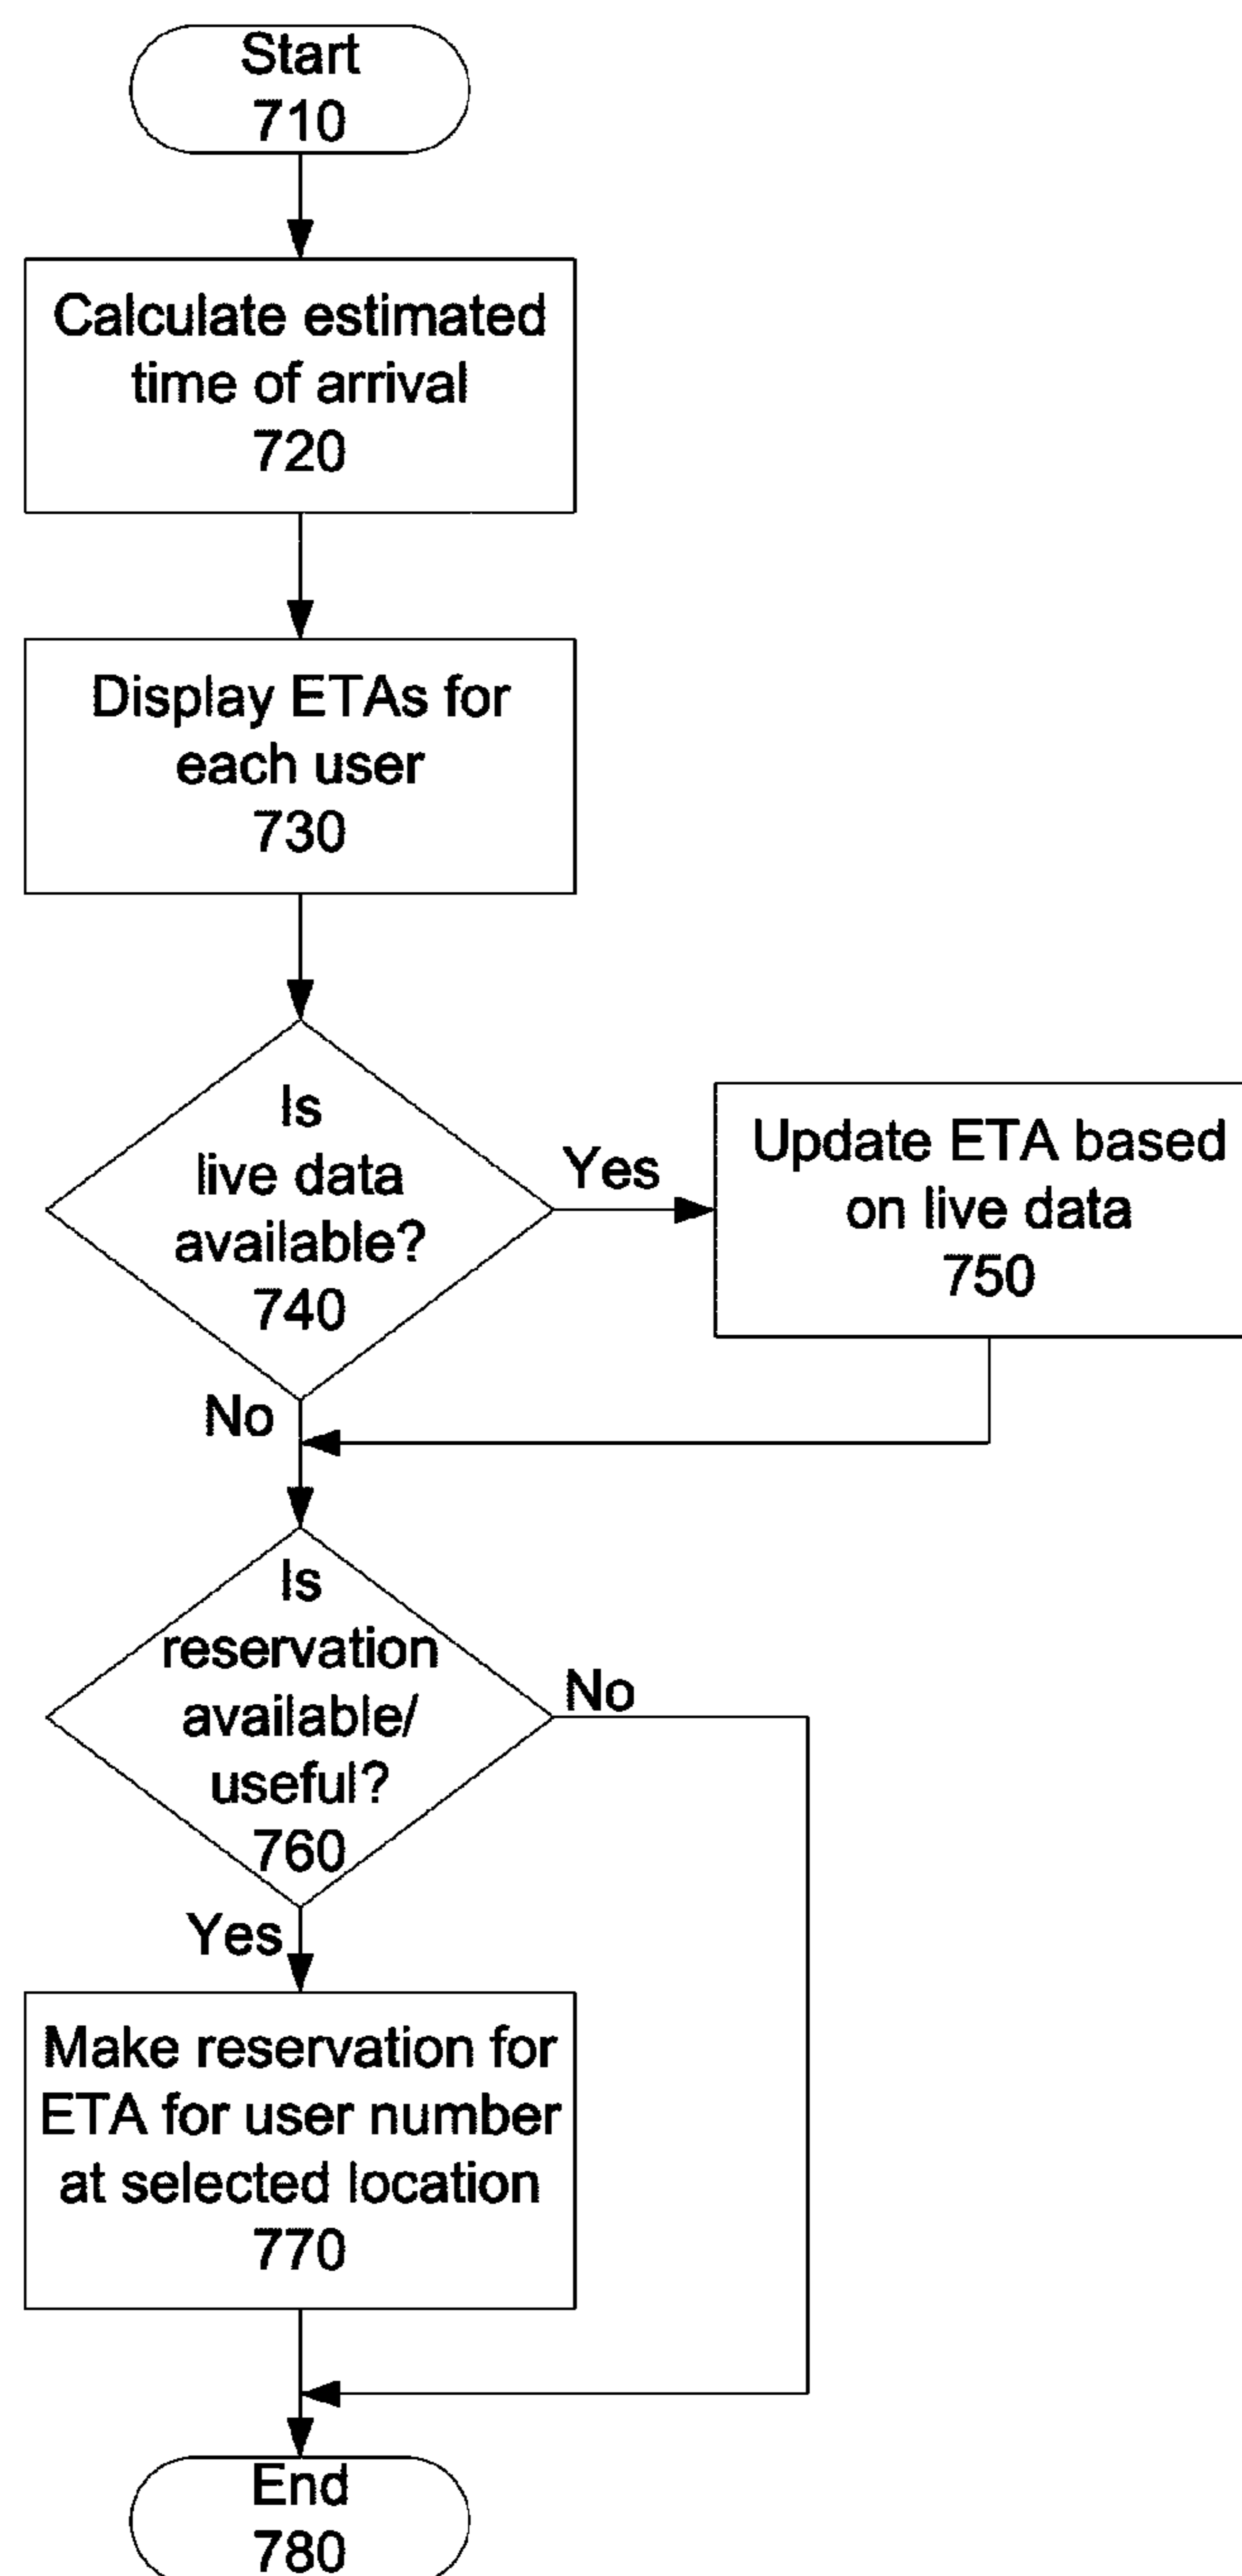 Start
710
Calculate estimated
time of arrival
720
Display ETAs for
each user
730
Is
live data
available?
740
Yes
Update ETA based
on live data
750
No
Is
reservation
available/
useful?
760
No
Yes
Make reservation for
ETA for user number
at selected location
770
End
780